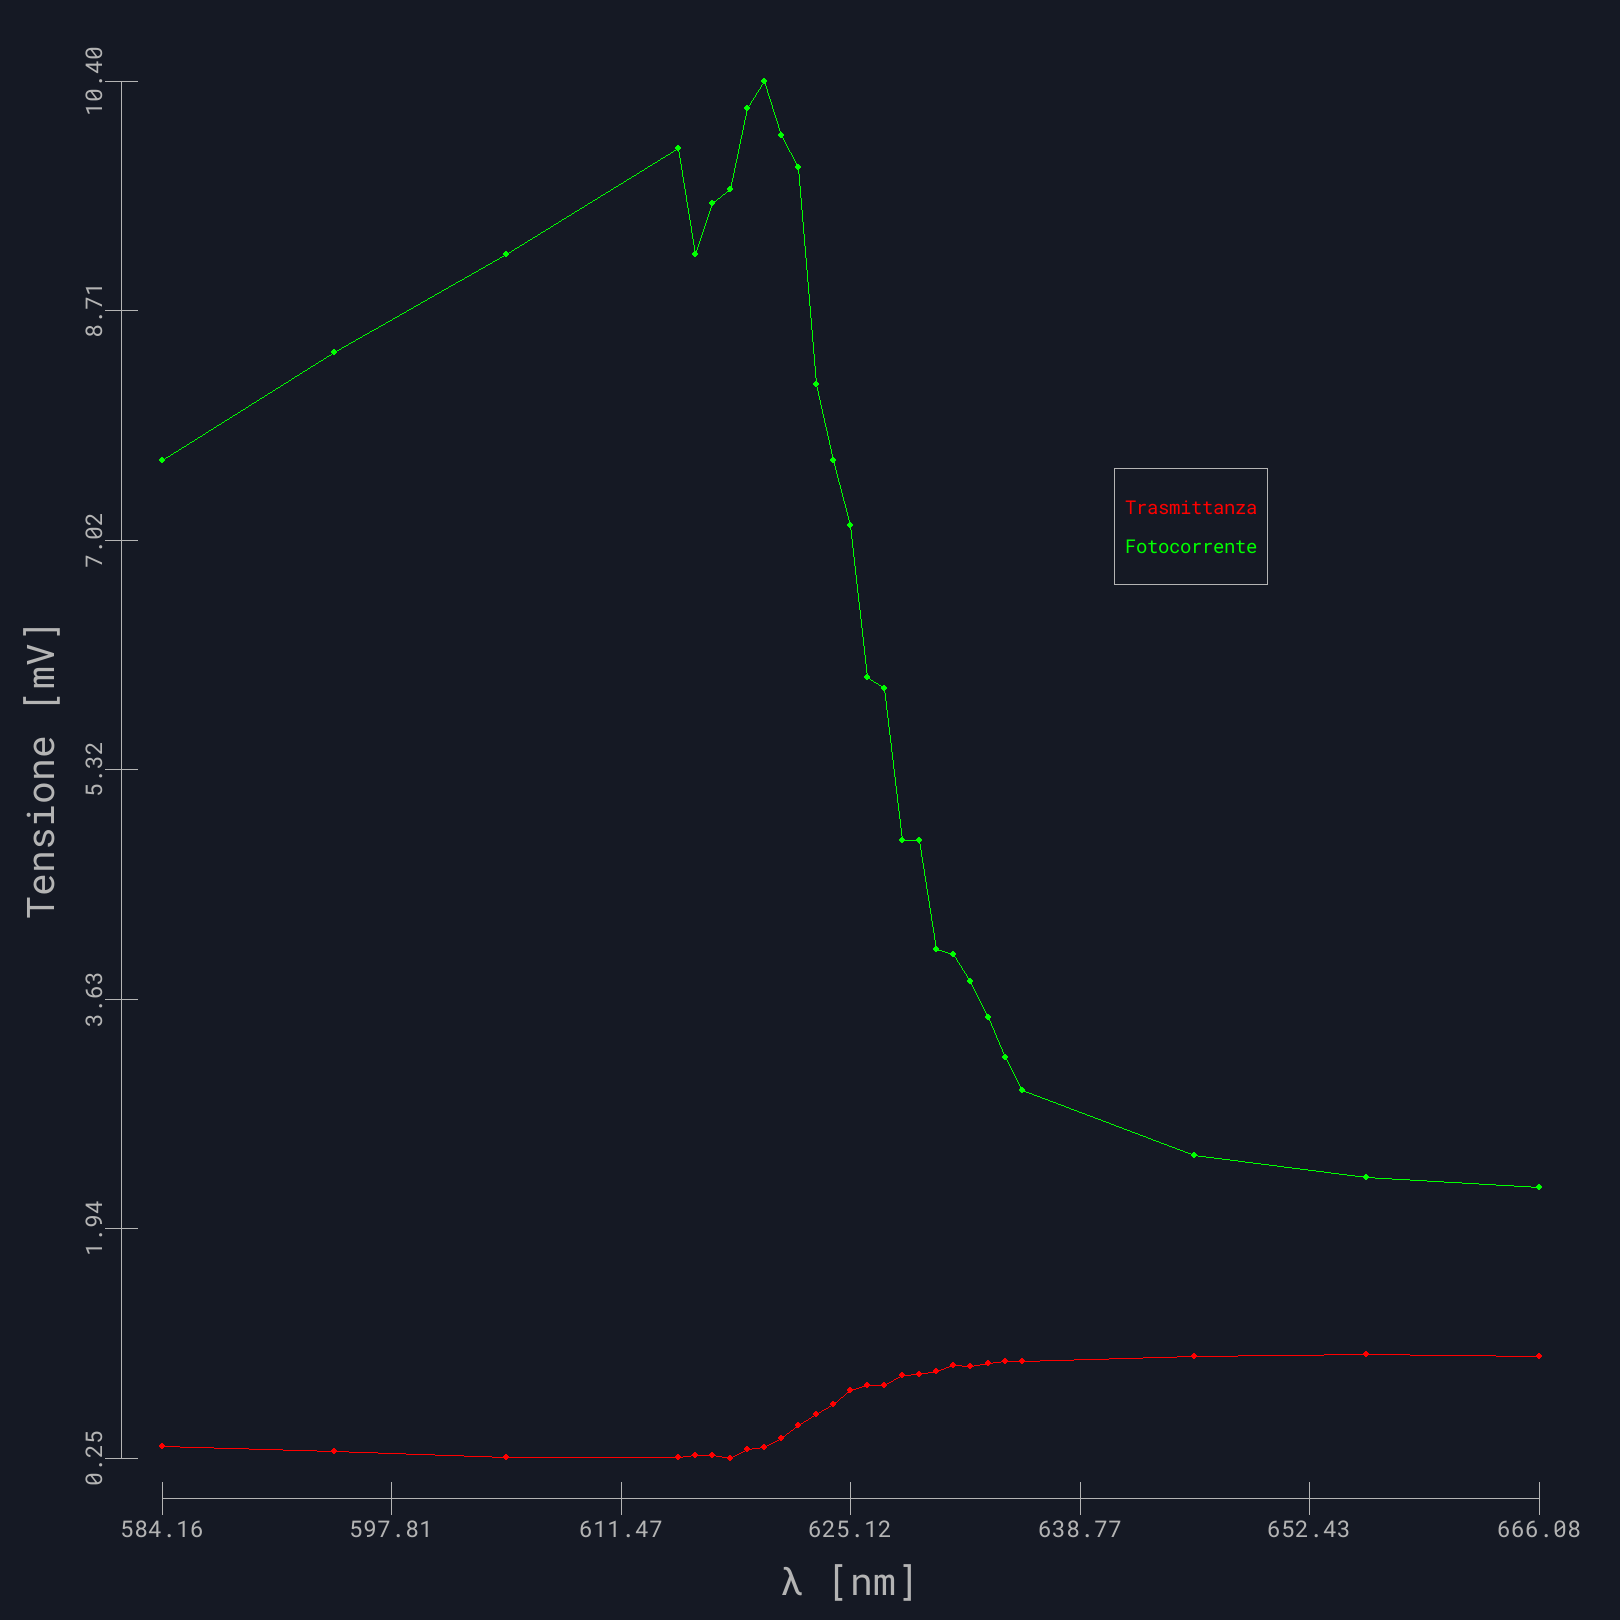 10.40
8.71
7.02
5.32
3.63
1.94
0.25
Tensione [mV]
Trasmittanza
Fotocorrente
584.16 597.81 611.47 625.12 638.77 652.43 666.08
λ [nm]